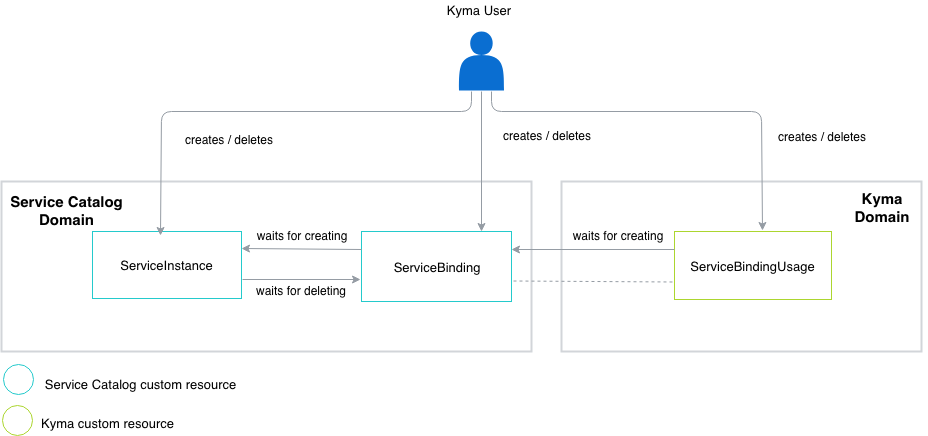 Kyma User
creates / deletes
creates / deletes
creates / deletes
Service Catalog
Domain
Kyma
Domain
waits for creating
waits for creating
ServiceInstance
ServiceBinding
ServiceBindingUsage
waits for deleting
Service Catalog custom resource
Kyma custom resource